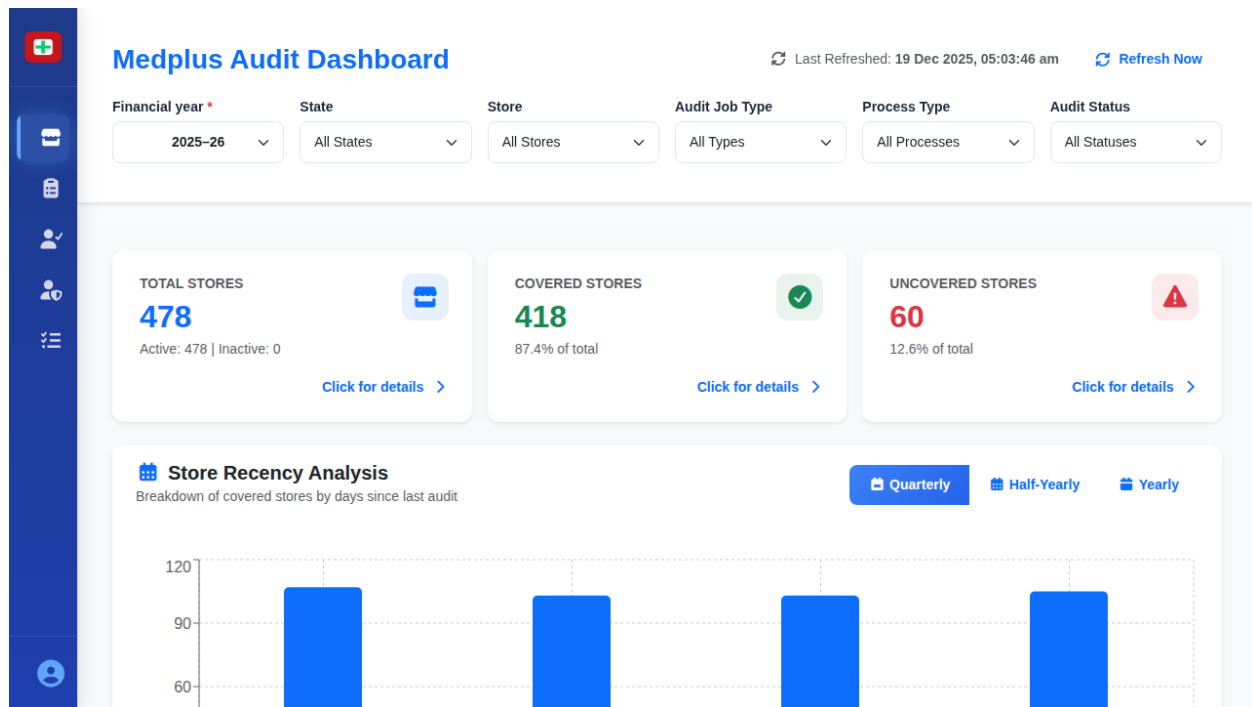 Medplus Audit Dashboard
Last Refreshed: 19 Dec 2025, 05:03:46 am
Refresh Now
Financial year *
State
Store
Audit Job Type
Process Type
Audit Status
2025–26
All States
All Stores
All Types
All Processes
All Statuses
TOTAL STORES
478
Active: 478 | Inactive: 0
Click for details
COVERED STORES
418
87.4% of total
Click for details
UNCOVERED STORES
60
12.6% of total
Click for details
Store Recency Analysis
Breakdown of covered stores by days since last audit
Quarterly
Half-Yearly
Yearly
120
90
60